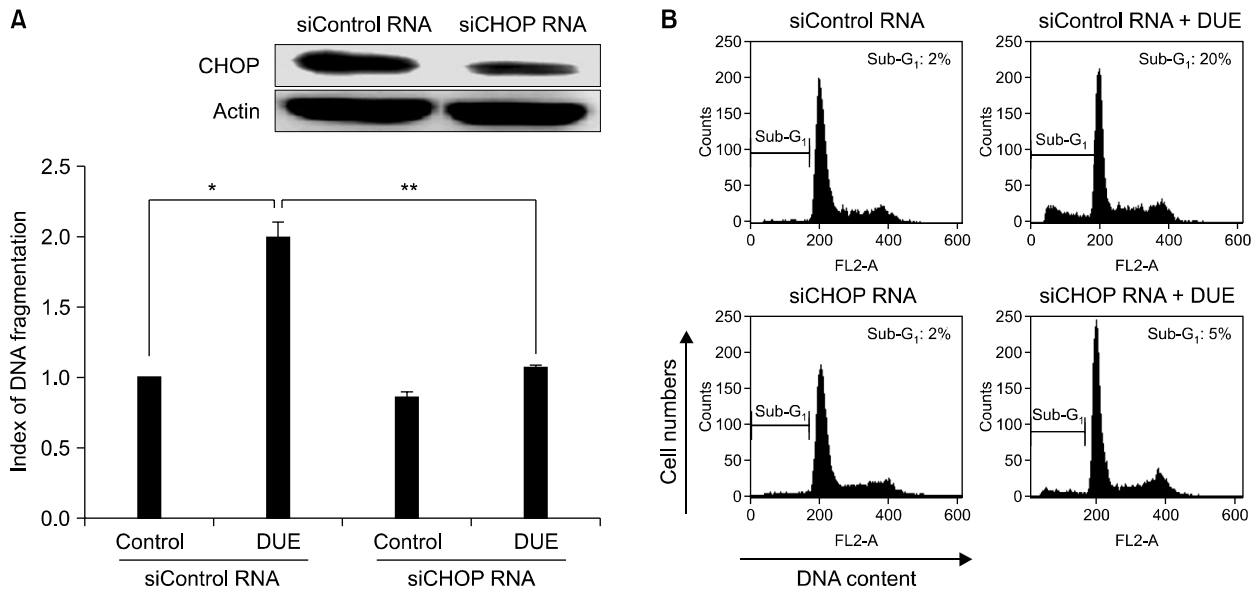 A
siControl RNA siCHOP RNA
CHOP
Actin
Index of DNA fragmentation
2.5
2.0
1.5
1.0
0.5
0.0
*
**
Control DUE Control DUE
siControl RNA siCHOP RNA
B
siControl RNA
Sub-G1: 2%
Counts
250
200
150
100
50
0
Sub-G1
0 200 400 600
FL2-A
siControl RNA + DUE
Sub-G1: 20%
Counts
250
200
150
100
50
0
Sub-G1
0 200 400 600
FL2-A
siCHOP RNA
Sub-G1: 2%
Counts
250
200
150
100
50
0
Sub-G1
0 200 400 600
FL2-A
siCHOP RNA + DUE
Sub-G1: 5%
Counts
250
200
150
100
50
0
Sub-G1
0 200 400 600
FL2-A
Cell numbers
DNA content